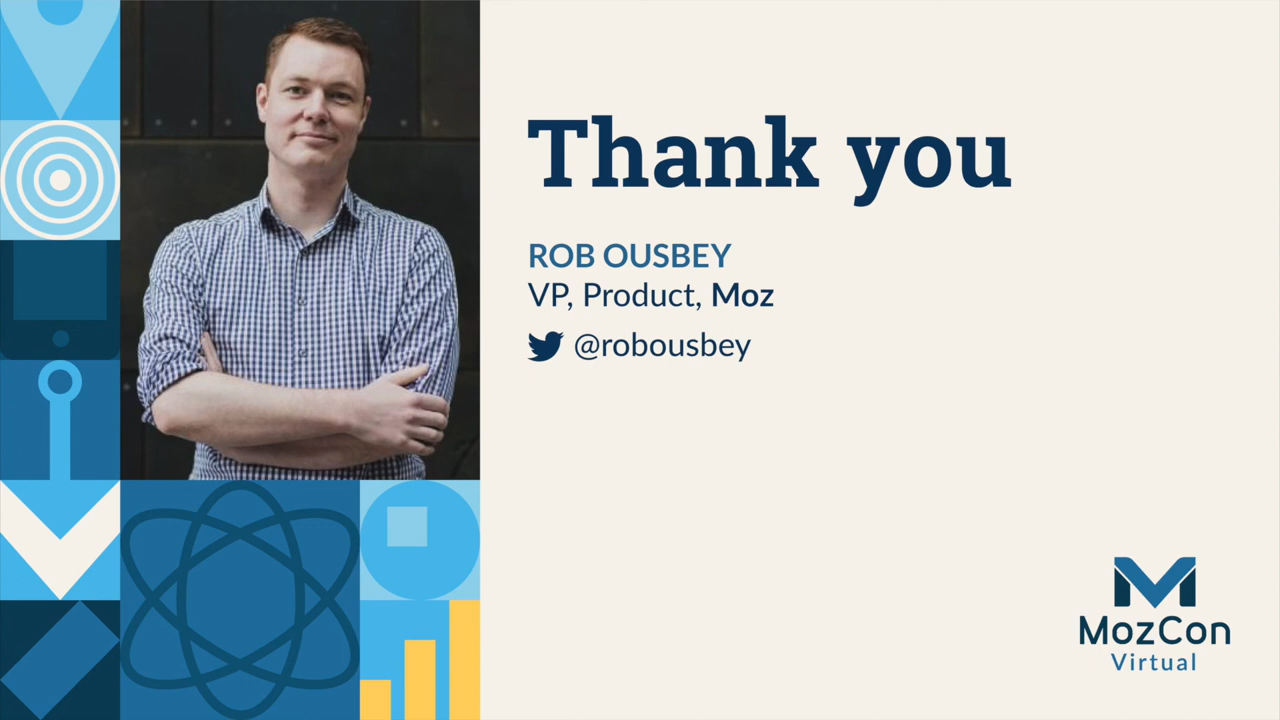 Thank you
ROB OUSBEY
VP, Product, Moz
@robousbey
MozCon
Virtual